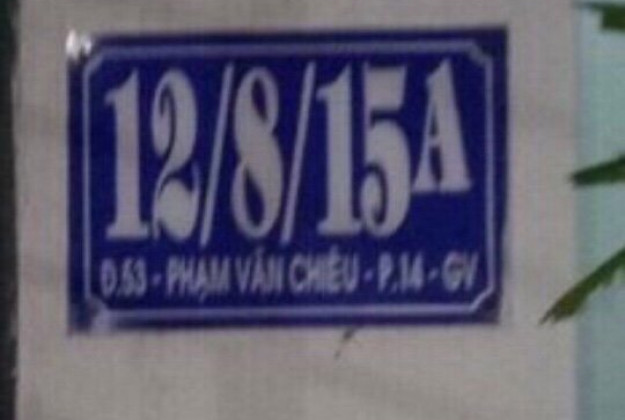 12/8/15A
D.53 - PHẠM VĂN CHIÊU - P.14 - GV